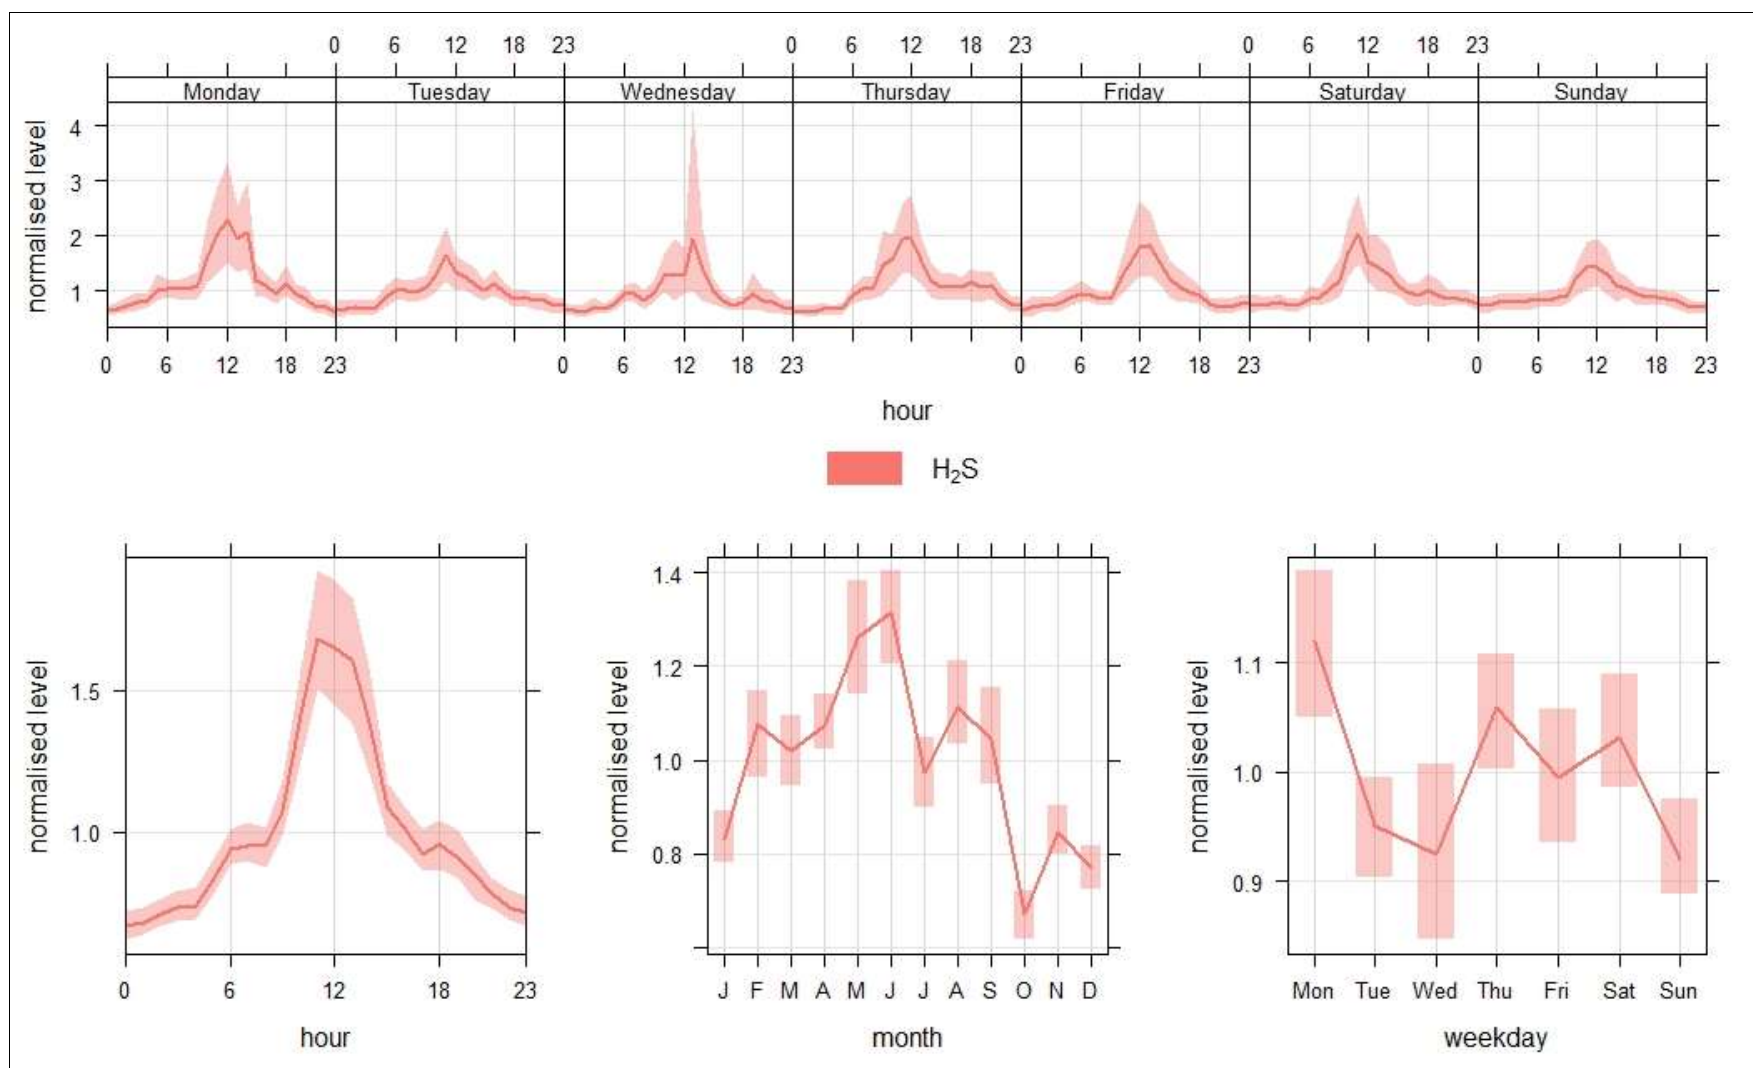 0 6 12 18 23 0 6 12 18 23 0 6 12 18 23
Monday Tuesday Wednesday Thursday Friday Saturday Sunday
normalised level
4
3
2
1
0 6 12 18 23 0 6 12 18 23 0 6 12 18 23 0 6 12 18 23
hour
H₂S
normalised level
1.5
1.0
0 6 12 18 23
hour
normalised level
1.4
1.2
1.0
0.8
J F M A M J J A S O N D
month
normalised level
1.1
1.0
0.9
Mon Tue Wed Thu Fri Sat Sun
weekday